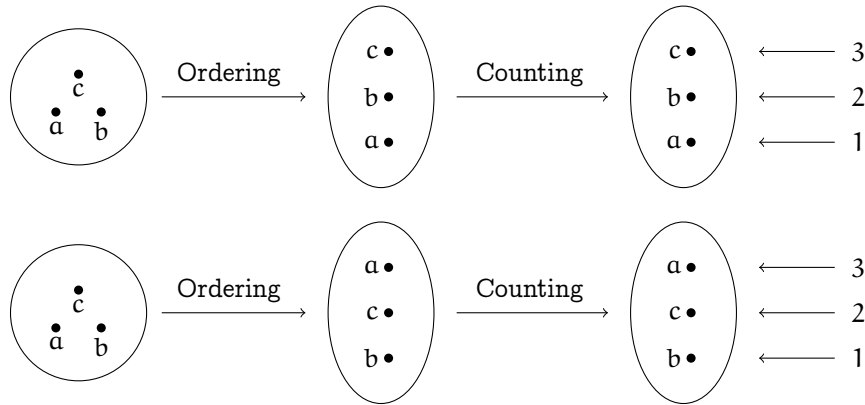 c
a b
Ordering
c
b
a
Counting
c 3
b 2
a 1
c
a b
Ordering
a
c
b
Counting
a 3
c 2
b 1